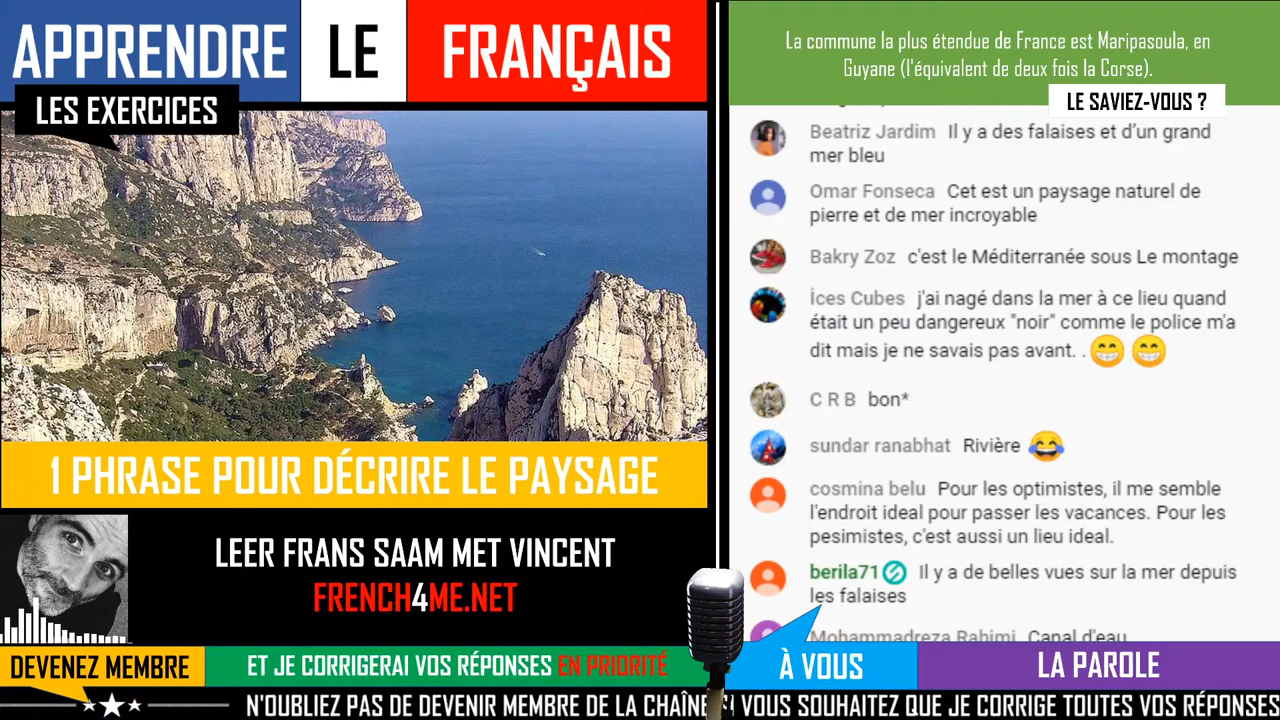 APPRENDRE LE FRANÇAIS
LES EXERCICES
1 PHRASE POUR DÉCRIRE LE PAYSAGE
LEER FRANS SAAM MET VINCENT
FRENCH4ME.NET
DEVENEZ MEMBRE
ET JE CORRIGERAI VOS RÉPONSES EN PRIORITÉ
La commune la plus étendue de France est Maripasoula, en
Guyane (l'équivalent de deux fois la Corse).
LE SAVIEZ-VOUS ?
Beatriz Jardim Il y a des falaises et d’un grand
mer bleu
Omar Fonseca Cet est un paysage naturel de
pierre et de mer incroyable
Bakry Zoz c'est le Méditerranée sous Le montage
İces Cubes j'ai nagé dans la mer à ce lieu quand
était un peu dangereux "noir" comme le police m'a
dit mais je ne savais pas avant. . 😁 😁
C R B bon*
sundar ranabhat Rivière 😂
cosmina belu Pour les optimistes, il me semble
l'endroit ideal pour passer les vacances. Pour les
pesimistes, c'est aussi un lieu ideal.
berila71 Il y a de belles vues sur la mer depuis
les falaises
Mohammadreza Rahimi Canal d'eau
À VOUS
LA PAROLE
N'OUBLIEZ PAS DE DEVENIR MEMBRE DE LA CHAÎNE SI VOUS SOUHAITEZ QUE JE CORRIGE TOUTES VOS RÉPONSES